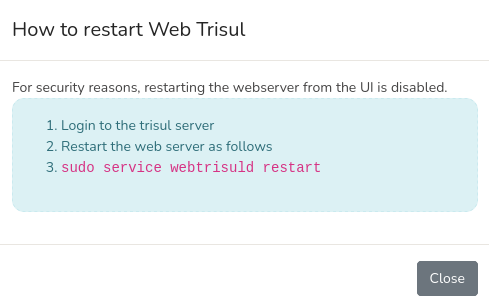 How to restart Web Trisul
For security reasons, restarting the webserver from the UI is disabled.
1. Login to the trisul server
2. Restart the web server as follows
3. sudo service webtrisuld restart
Close